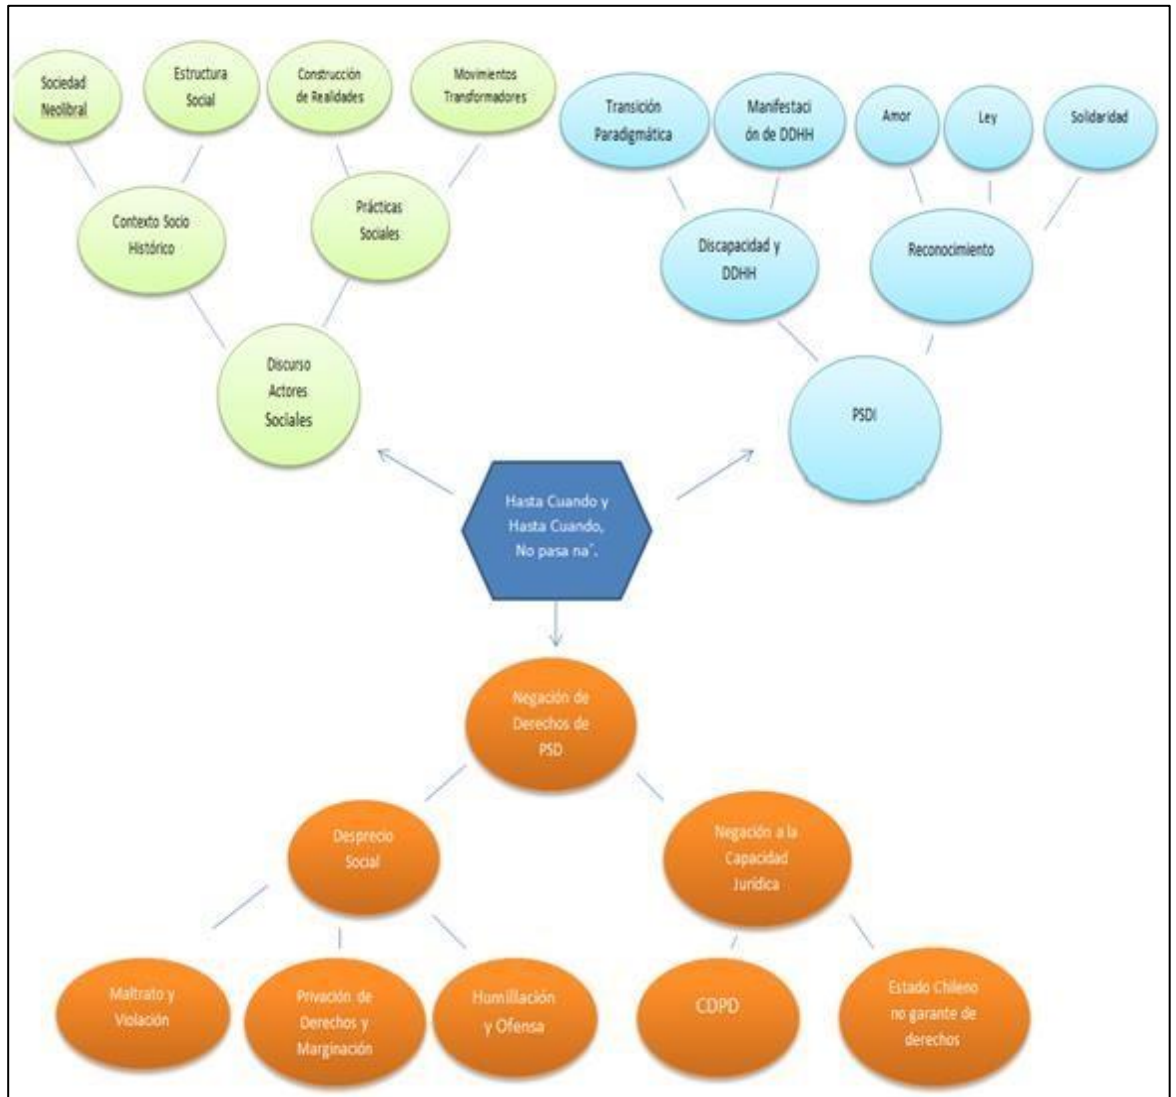 Sociedad
Neolibral
Estructura
Social
Construcción
de Realidades
Movimientos
Transformadores
Contexto Socio
Histórico
Prácticas
Sociales
Discurso
Actores
Sociales
Transición
Paradigmática
Manifestaci
ón de DDHH
Amor
Ley
Solidaridad
Discapacidad y
DDHH
Reconocimiento
PSDI
Hasta Cuando y
Hasta Cuando,
No pasa na´.
Negación de
Derechos de
PSD
Desprecio
Social
Negación a la
Capacidad
Jurídica
Maltrato y
Violación
Privación de
Derechos y
Marginación
Humillación
y Ofensa
CDPD
Estado Chileno
no garante de
derechos